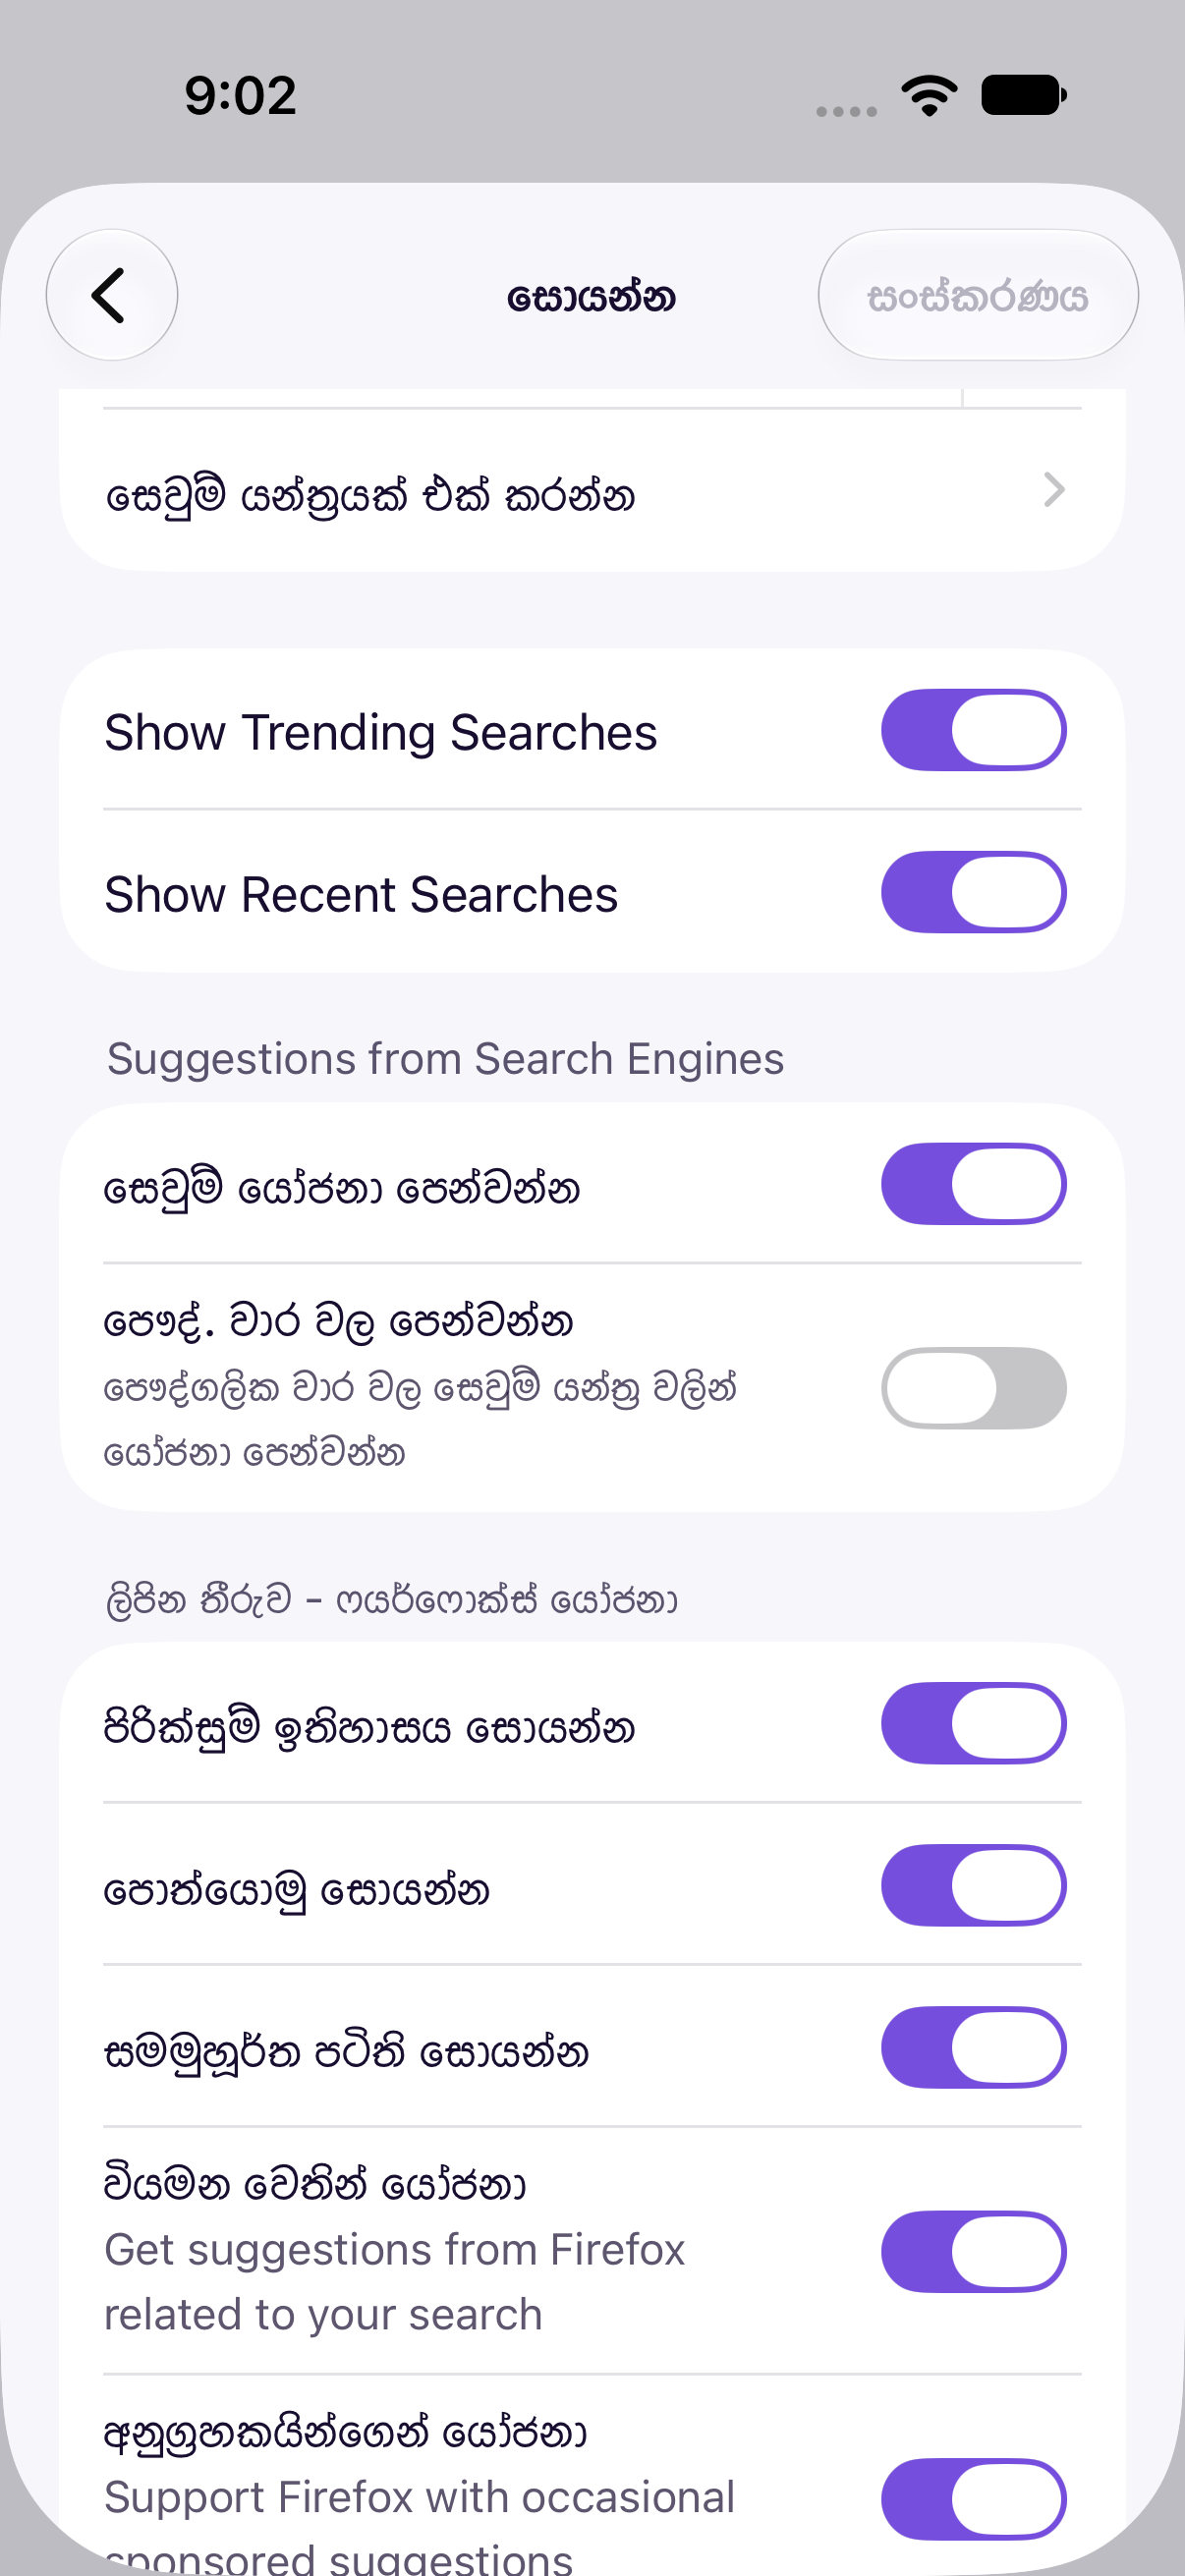 9:02
සොයන්න
සංස්කරණය
සෙවුම් යන්ත්‍රයක් එක් කරන්න
Show Trending Searches
Show Recent Searches
Suggestions from Search Engines
සෙවුම් යෝජනා පෙන්වන්න
පෞද්. වාර වල පෙන්වන්න
පෞද්ගලික වාර වල සෙවුම් යන්ත්‍ර වලින්
යෝජනා පෙන්වන්න
ලිපින තීරුව - ෆයර්ෆොක්ස් යෝජනා
පිරික්සුම් ඉතිහාසය සොයන්න
පොත්යොමු සොයන්න
සමමුහූර්ත පටිති සොයන්න
වියමන වෙතින් යෝජනා
Get suggestions from Firefox
related to your search
අනුග්‍රහකයින්ගෙන් යෝජනා
Support Firefox with occasional
sponsored suggestions